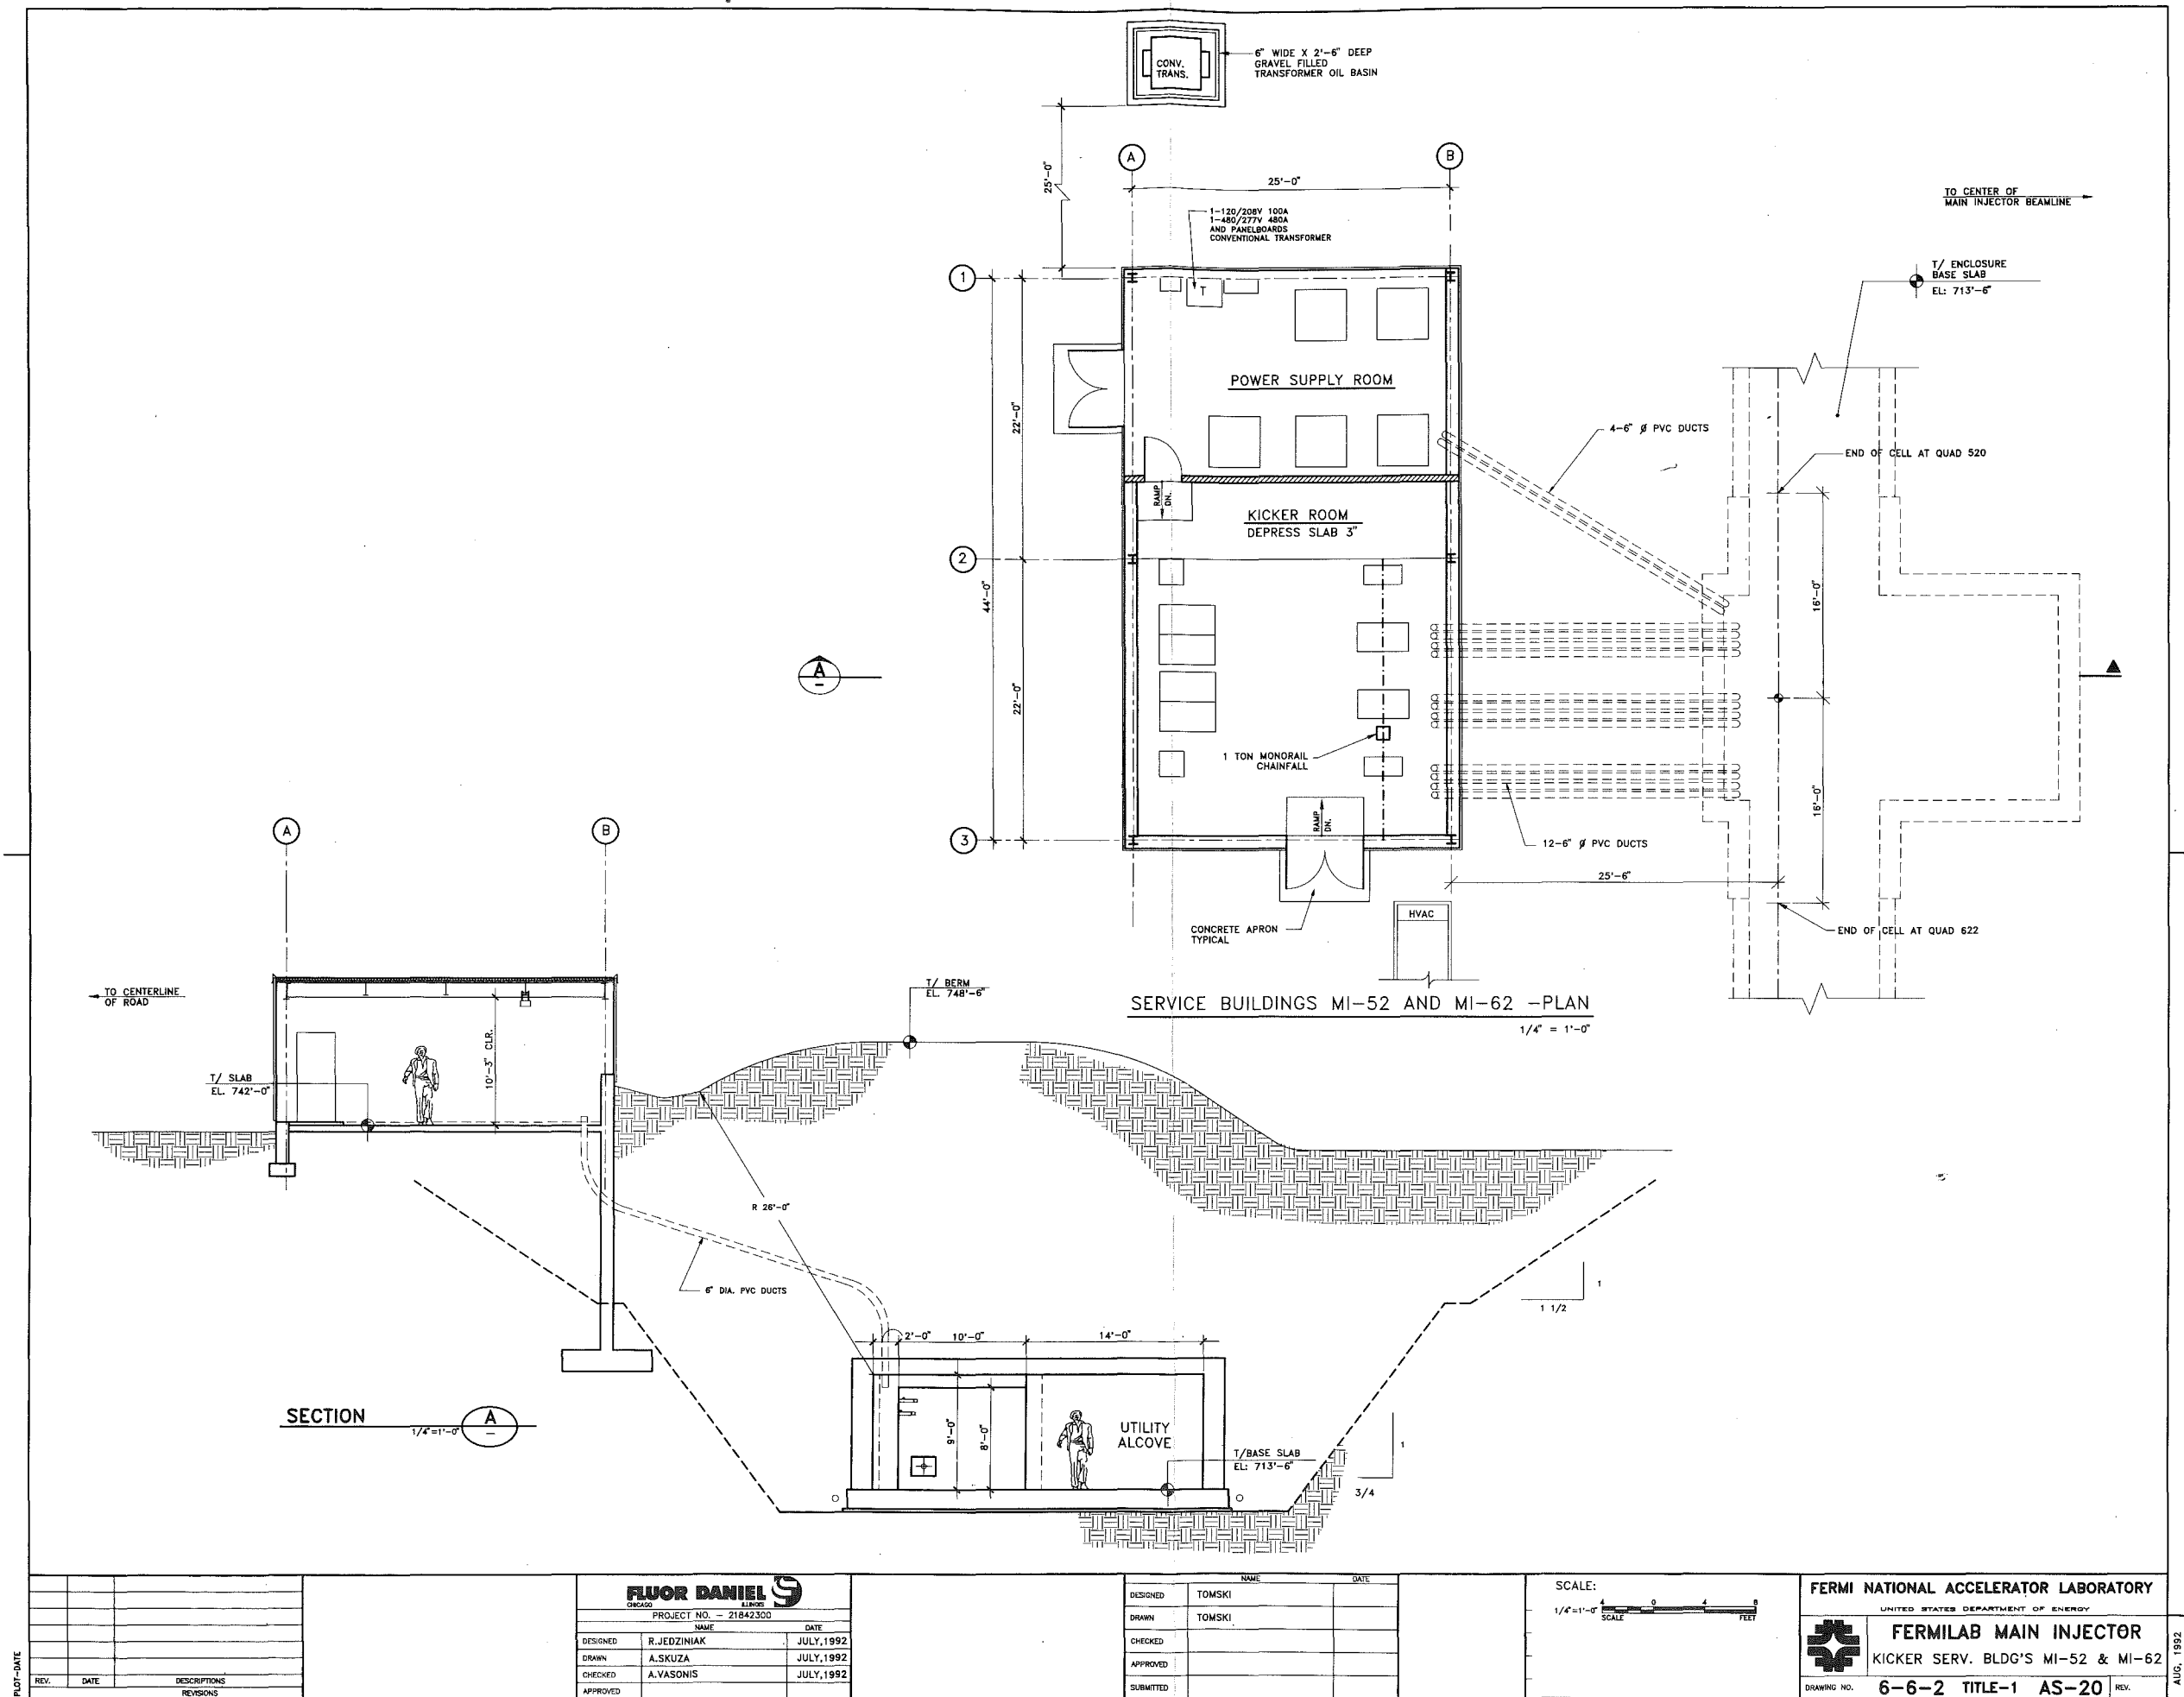 CONV.
TRANS.
6" WIDE X 2'-6" DEEP
GRAVEL FILLED
TRANSFORMER OIL BASIN
25'-0"
A
B
25'-0"
TO CENTER OF
MAIN INJECTOR BEAMLINE
1-120/208V 100A
1-480/277V 480A
AND PANELBOARDS
CONVENTIONAL TRANSFORMER
1
T
T/ ENCLOSURE
BASE SLAB
EL: 713'-6"
POWER SUPPLY ROOM
22'-0"
4-6" Ø PVC DUCTS
END OF CELL AT QUAD 520
RAMP
DN.
KICKER ROOM
DEPRESS SLAB 3"
2
44'-0"
16'-0"
A
-
22'-0"
1 TON MONORAIL
CHAINFALL
16'-0"
RAMP
DN.
3
12-6" Ø PVC DUCTS
25'-6"
CONCRETE APRON
TYPICAL
HVAC
END OF CELL AT QUAD 622
SERVICE BUILDINGS MI-52 AND MI-62 -PLAN
1/4" = 1'-0"
A
B
TO CENTERLINE
OF ROAD
T/ BERM
EL. 748'-6"
10'-3" CLR.
T/ SLAB
EL. 742'-0"
R 26'-0"
6" DIA. PVC DUCTS
1
1 1/2
2'-0"
10'-0"
14'-0"
SECTION
A
-
1/4"=1'-0"
9'-0"
8'-0"
UTILITY
ALCOVE
T/BASE SLAB
EL: 713'-6"
1
3/4
PLOT-DATE
REV.
DATE
DESCRIPTIONS
REVISIONS
FLUOR DANIEL
CHICAGO
ILLINOIS
PROJECT NO. - 21842300
NAME
DATE
DESIGNED
R.JEDZINIAK
JULY,1992
DRAWN
A.SKUZA
JULY,1992
CHECKED
A.VASONIS
JULY,1992
APPROVED
NAME
DATE
DESIGNED
TOMSKI
DRAWN
TOMSKI
CHECKED
APPROVED
SUBMITTED
SCALE:
1/4"=1'-0"
4
0
4
8
SCALE
FEET
FERMI NATIONAL ACCELERATOR LABORATORY
UNITED STATES DEPARTMENT OF ENERGY
FERMILAB MAIN INJECTOR
KICKER SERV. BLDG'S MI-52 & MI-62
DRAWING NO.
6-6-2 TITLE-1 AS-20
REV.
AUG, 1992